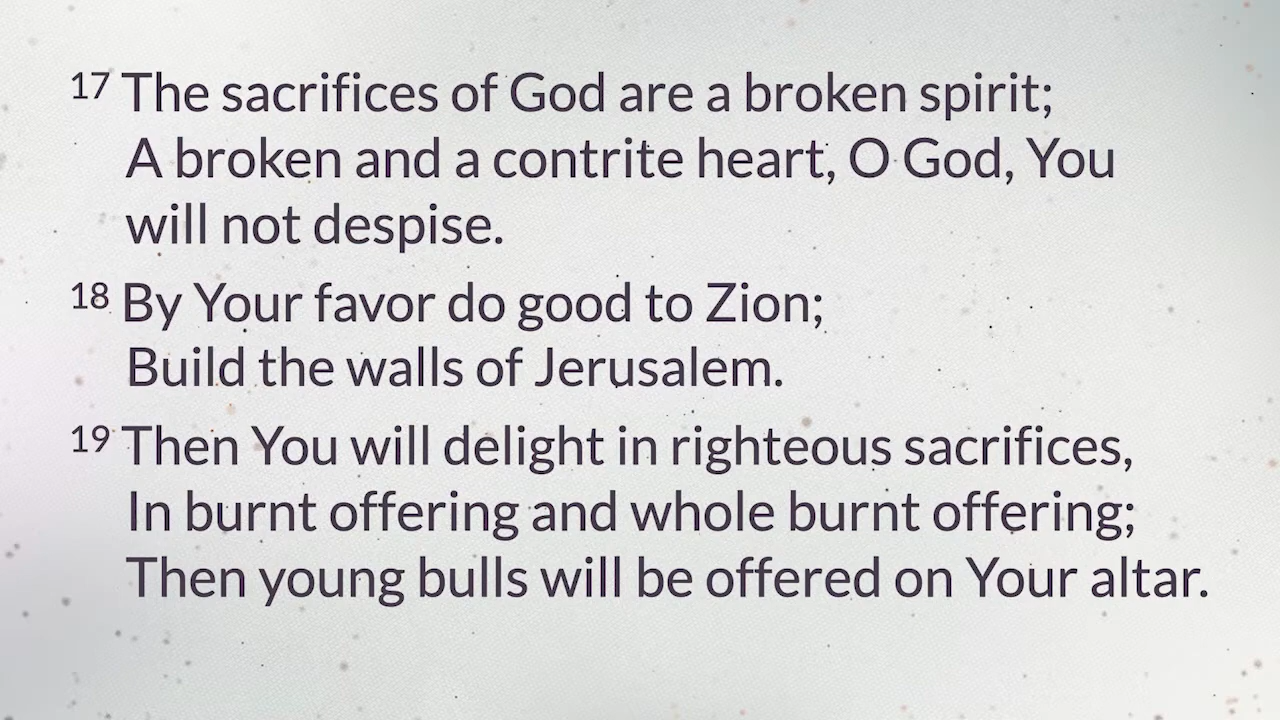 17 The sacrifices of God are a broken spirit;
A broken and a contrite heart, O God, You
will not despise.
18 By Your favor do good to Zion;
Build the walls of Jerusalem.
19 Then You will delight in righteous sacrifices,
In burnt offering and whole burnt offering;
Then young bulls will be offered on Your altar.